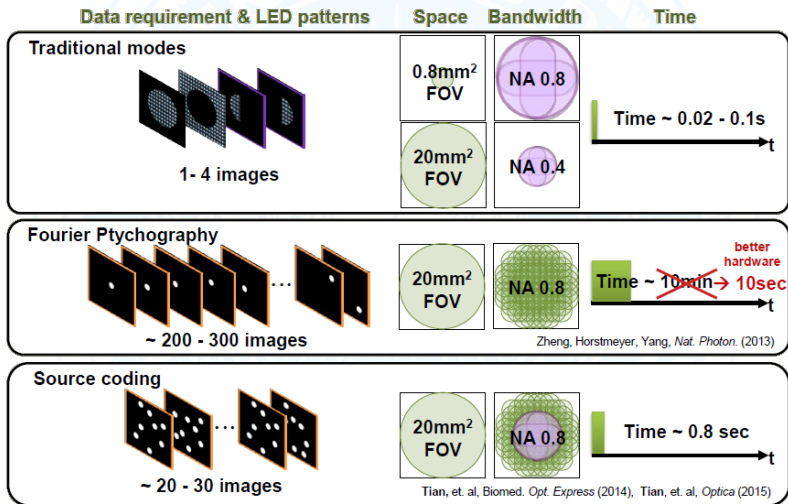 Data requirement & LED patterns Space Bandwidth Time
Traditional modes
0.8mm²
FOV
NA 0.8
Time ~ 0.02 - 0.1s
t
1- 4 images
20mm²
FOV
NA 0.4
Fourier Ptychography
...
20mm²
FOV
NA 0.8
better
hardware
Time ~ 10min → 10sec
t
~ 200 - 300 images
Zheng, Horstmeyer, Yang, Nat. Photon. (2013)
Source coding
...
20mm²
FOV
NA 0.8
Time ~ 0.8 sec
t
~ 20 - 30 images
Tian, et. al, Biomed. Opt. Express (2014), Tian, et. al, Optica (2015)